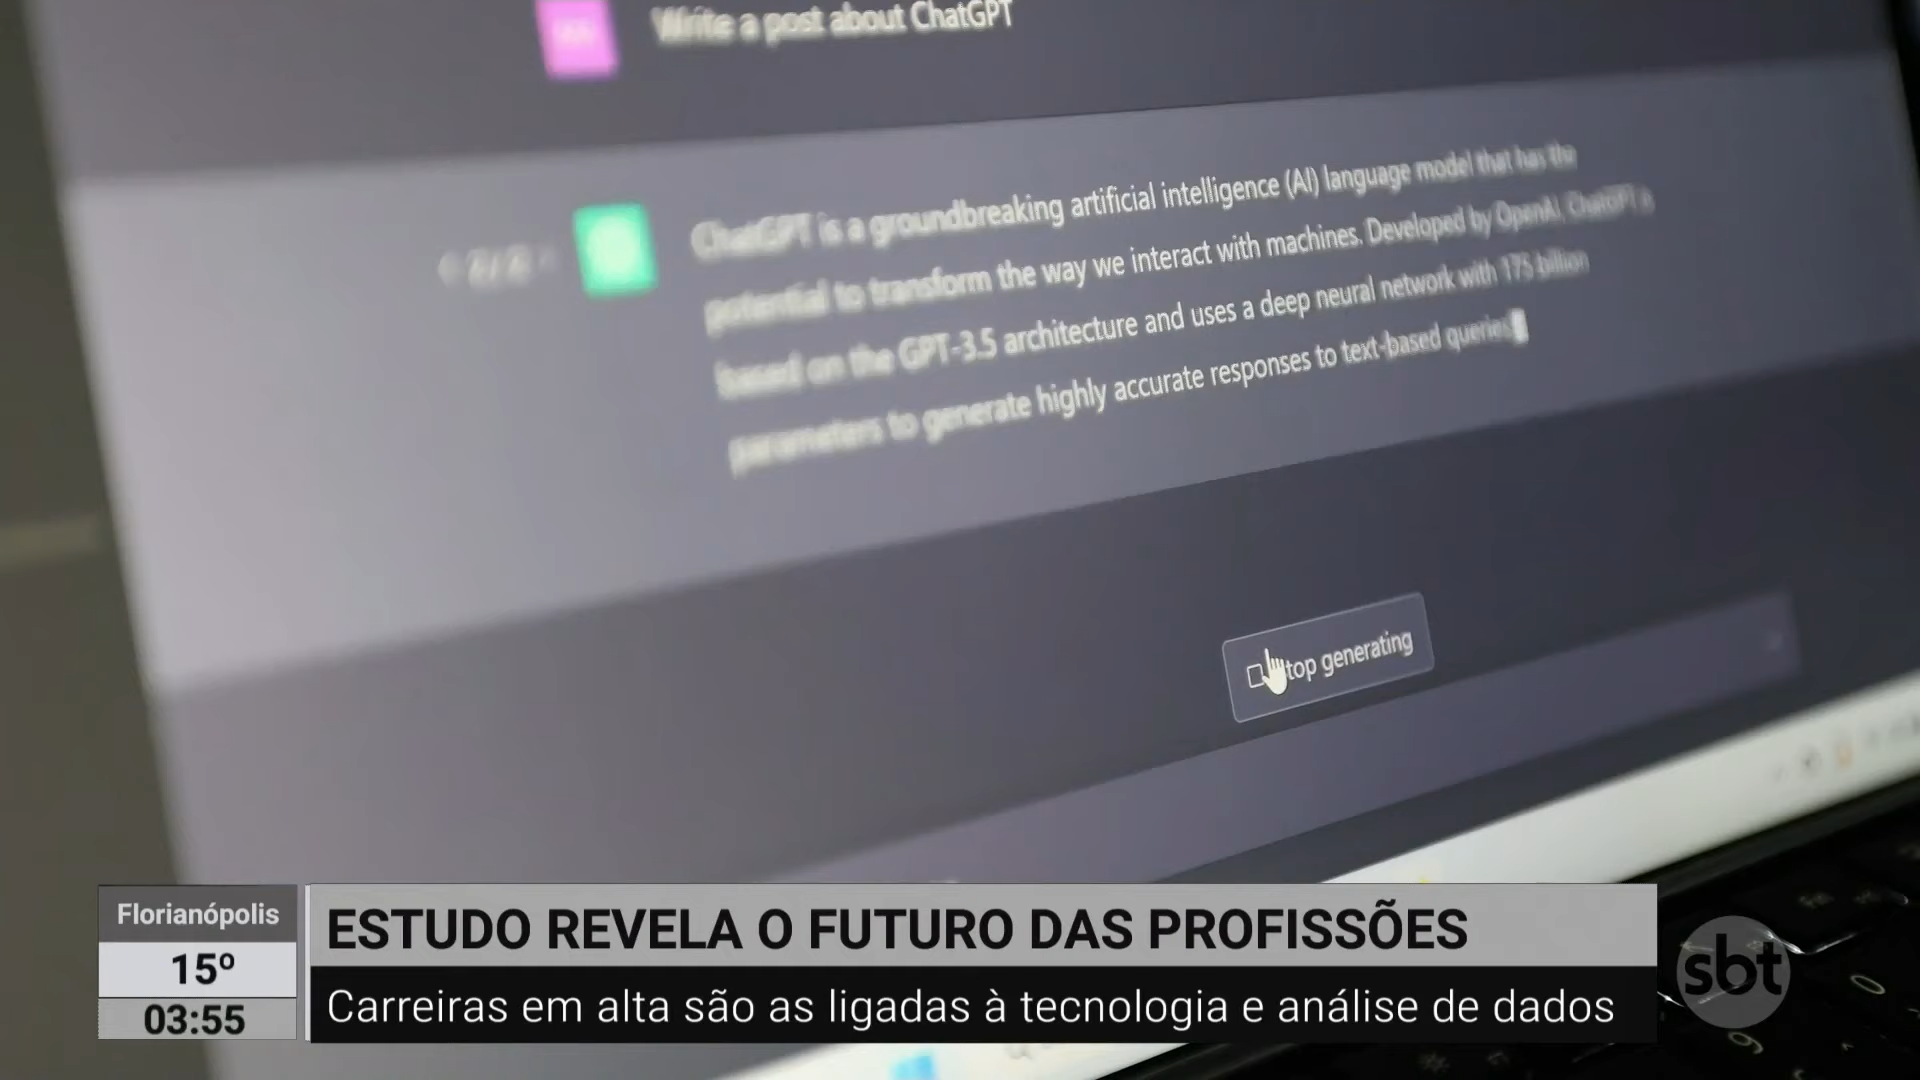 Write a post about ChatGPT
ChatGPT is a groundbreaking artificial intelligence (AI) language model that has the
potential to transform the way we interact with machines. Developed by OpenAI, ChatGPT is
based on the GPT-3.5 architecture and uses a deep neural network with 175 billion
parameters to generate highly accurate responses to text-based queries
top generating
Florianópolis
15º
03:55
ESTUDO REVELA O FUTURO DAS PROFISSÕES
Carreiras em alta são as ligadas à tecnologia e análise de dados
sbt